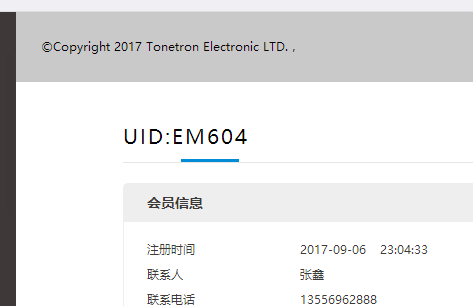 ©Copyright 2017 Tonetron Electronic LTD. ,
UID:EM604
会员信息
注册时间 2017-09-06 23:04:33
联系人 张鑫
联系电话 13556962888